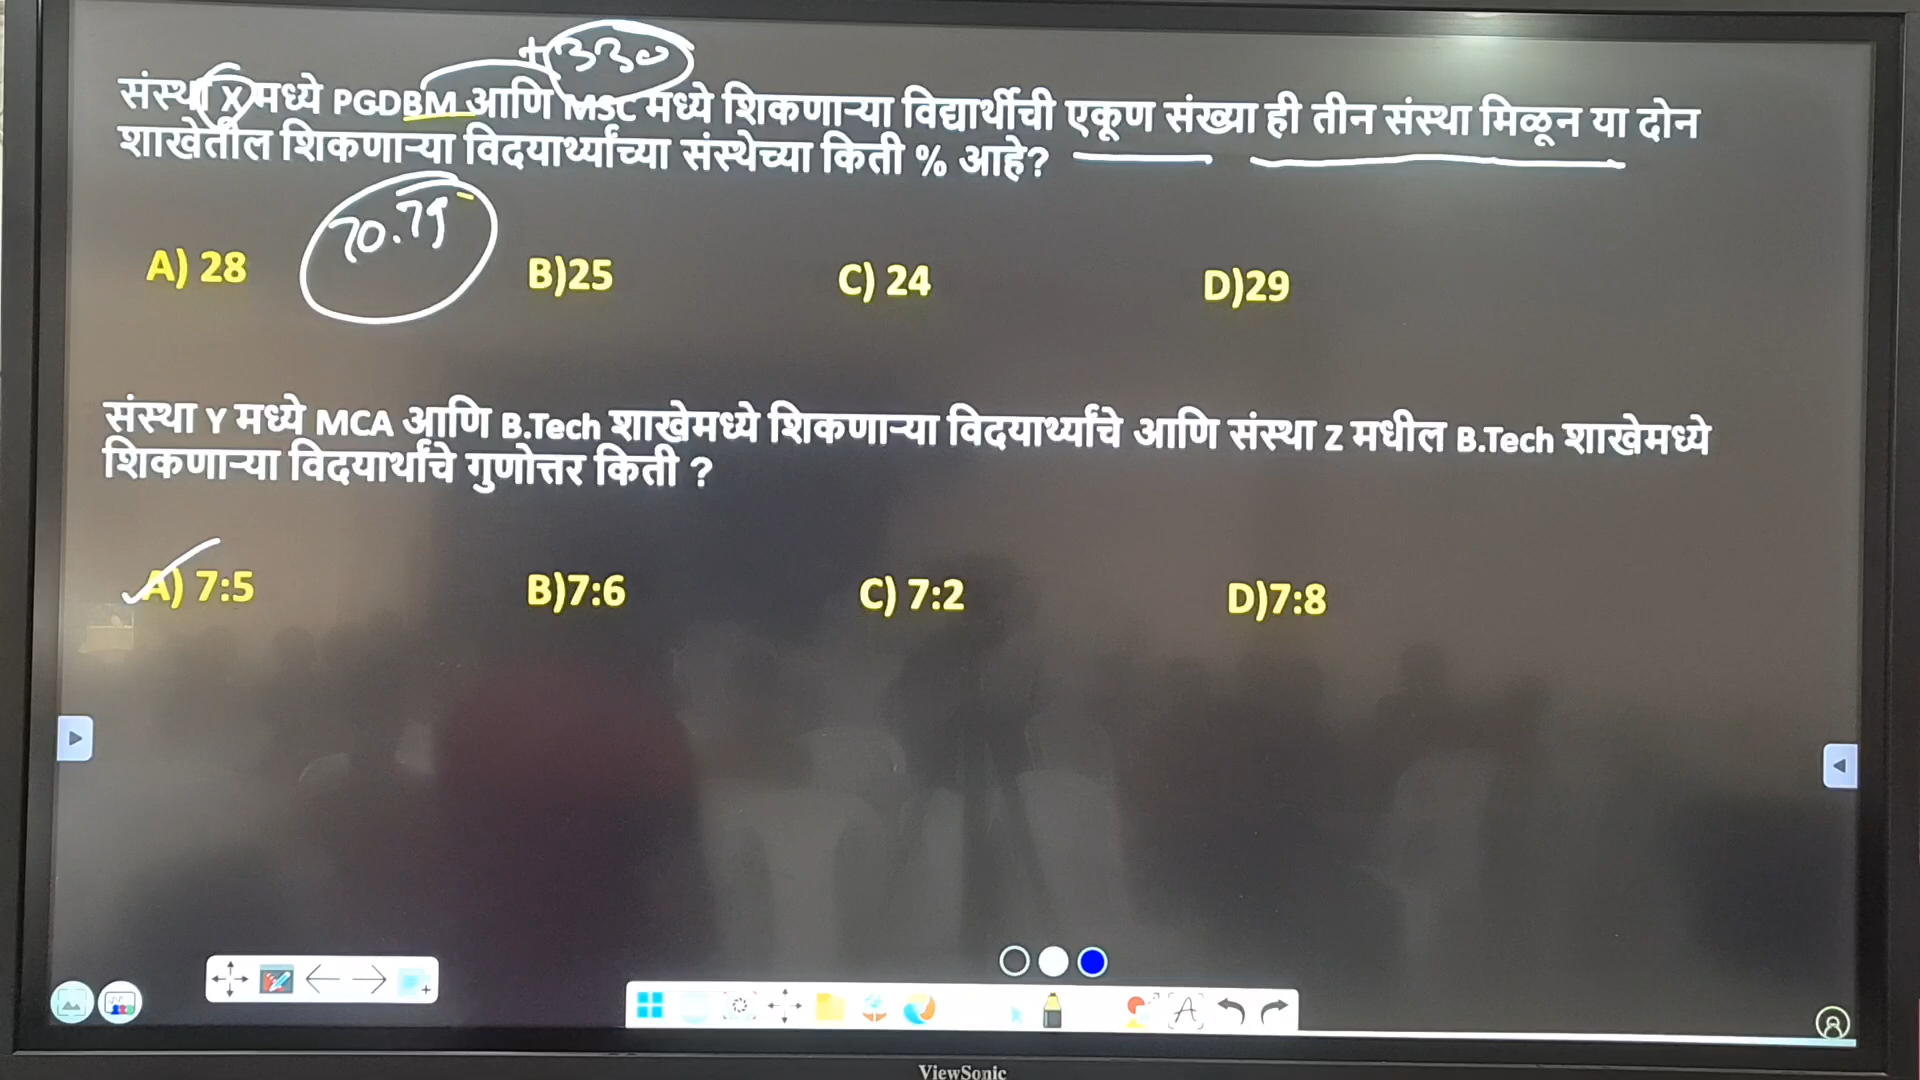 +330
संस्था X मध्ये PGDBM आणि MSC मध्ये शिकणाऱ्या विद्यार्थीची एकूण संख्या ही तीन संस्था मिळून या दोन
शाखेतील शिकणाऱ्या विदयार्थ्यांच्या संस्थेच्या किती % आहे?
70.75
A) 28 B)25 C) 24 D)29
संस्था Y मध्ये MCA आणि B.Tech शाखेमध्ये शिकणाऱ्या विदयार्थ्यांचे आणि संस्था Z मधील B.Tech शाखेमध्ये
शिकणाऱ्या विदयार्थांचे गुणोत्तर किती ?
A) 7:5 B)7:6 C) 7:2 D)7:8
ViewSonic